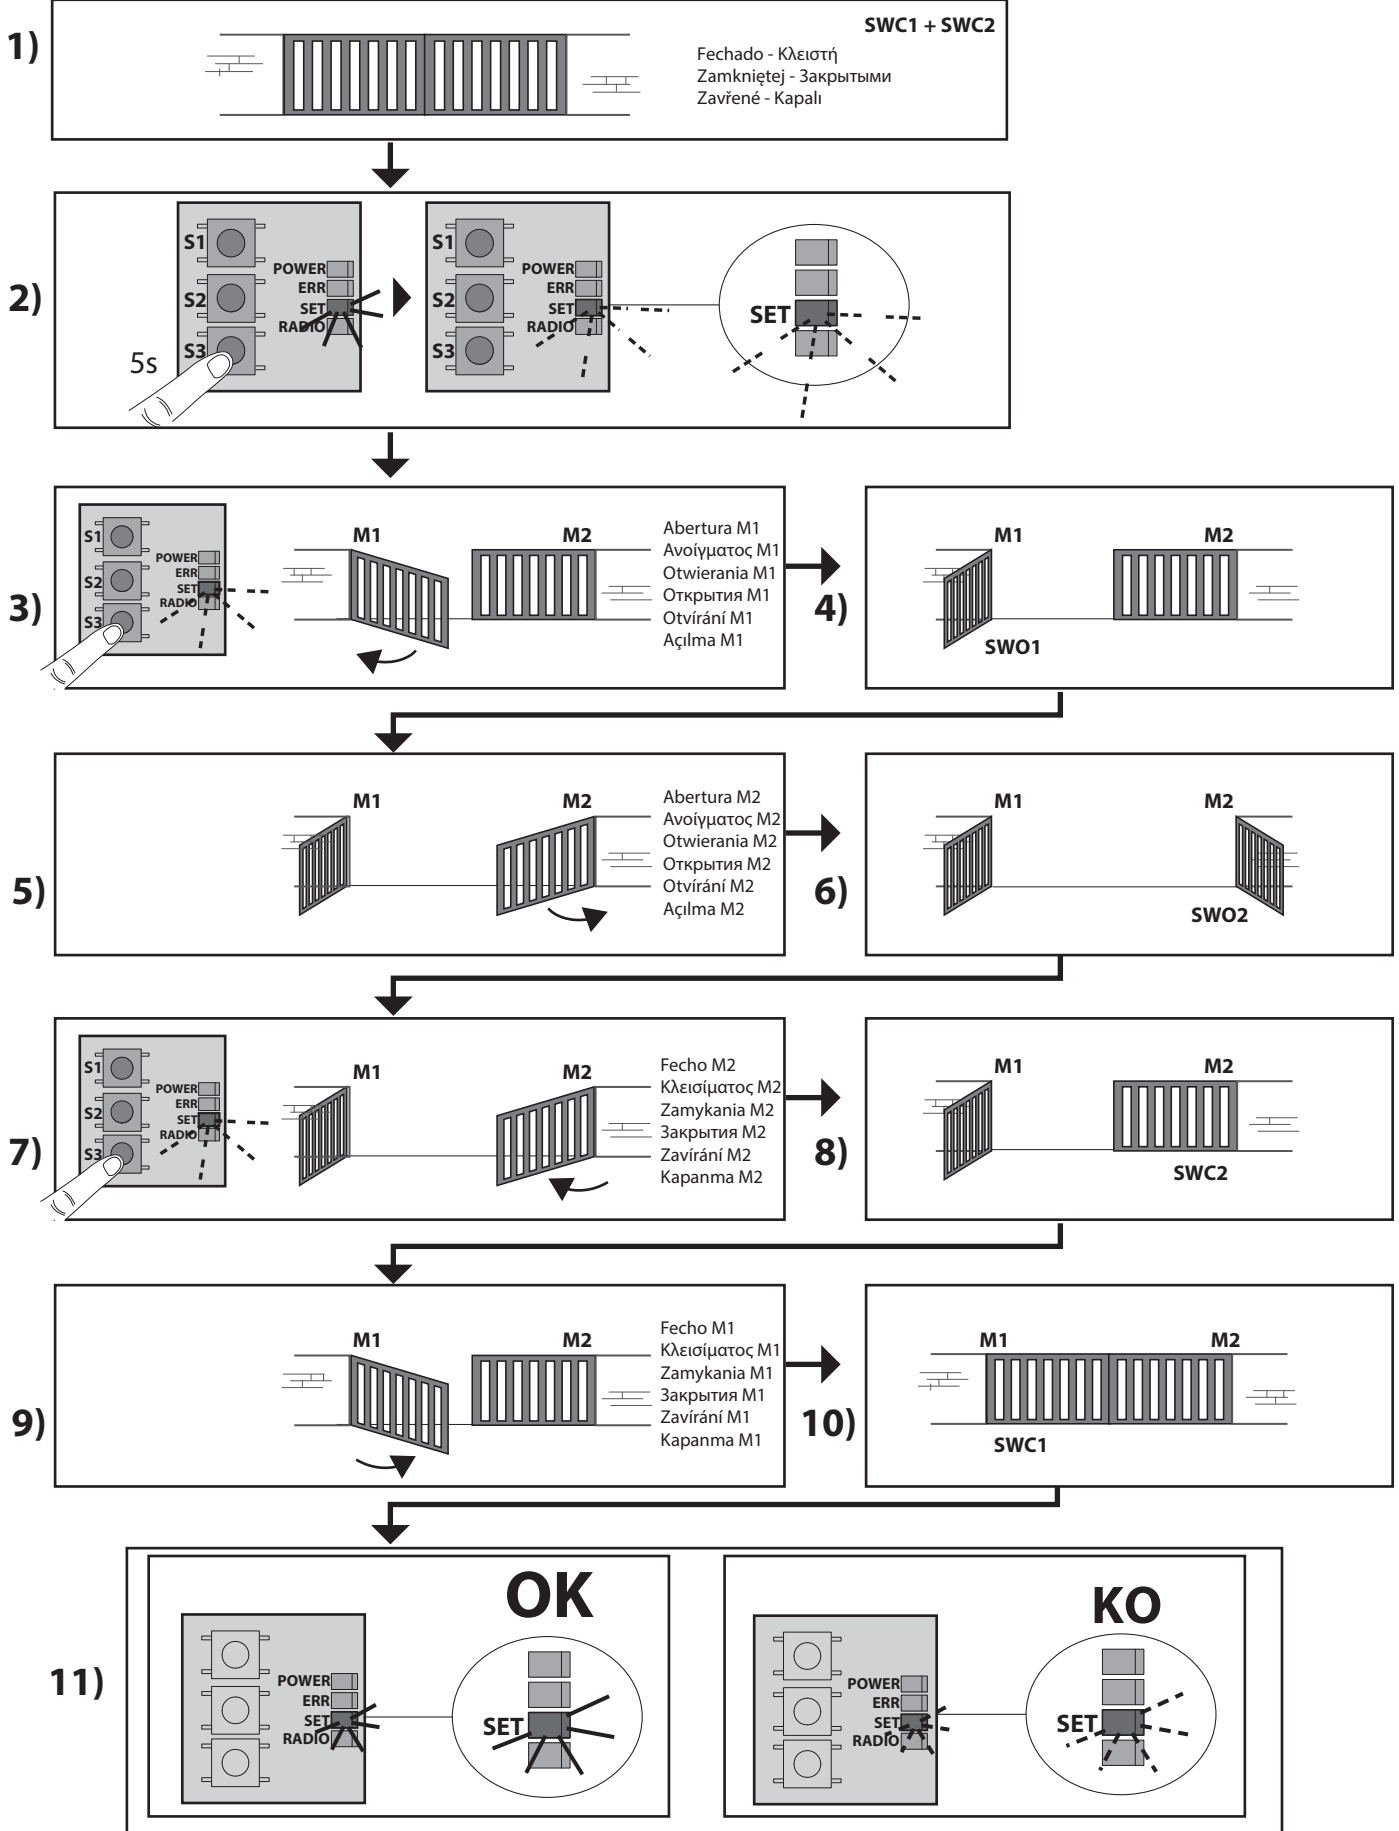 1)
SWC1 + SWC2
Fechado - Κλειστή
Zamkniętej - Закрытыми
Zavřené - Kapalı
2)
S1
S2
S3
5s
POWER
ERR
SET
RADIO
S1
S2
S3
POWER
ERR
SET
RADIO
SET
3)
S1
S2
S3
POWER
ERR
SET
RADIO
M1
M2
Abertura M1
Ανοίγματος M1
Otwierania M1
Открытия M1
Otvírání M1
Açılma M1
4)
M1
M2
SWO1
5)
M1
M2
Abertura M2
Ανοίγματος M2
Otwierania M2
Открытия M2
Otvírání M2
Açılma M2
6)
M1
M2
SWO2
7)
S1
S2
S3
POWER
ERR
SET
RADIO
M1
M2
Fecho M2
Κλεισίματος M2
Zamykania M2
Закрытия M2
Zavírání M2
Kapanma M2
8)
M1
M2
SWC2
9)
M1
M2
Fecho M1
Κλεισίματος M1
Zamykania M1
Закрытия M1
Zavírání M1
Kapanma M1
10)
M1
M2
SWC1
11)
OK
POWER
ERR
SET
RADIO
SET
KO
POWER
ERR
SET
RADIO
SET